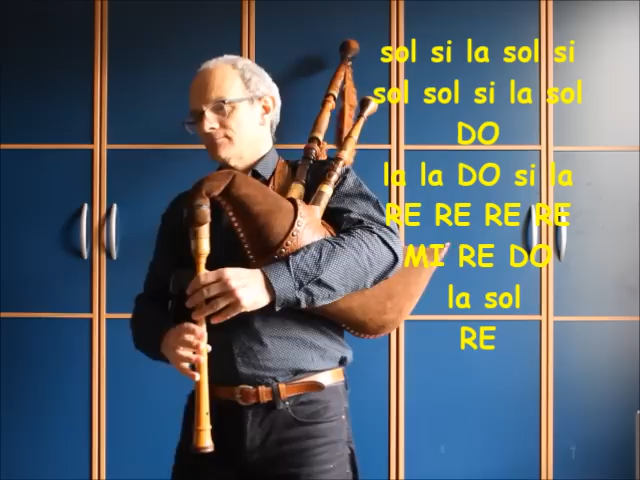 sol si la sol si
sol sol si la sol
DO
la la DO si la
RE RE RE RE
MI RE DO
la sol
RE